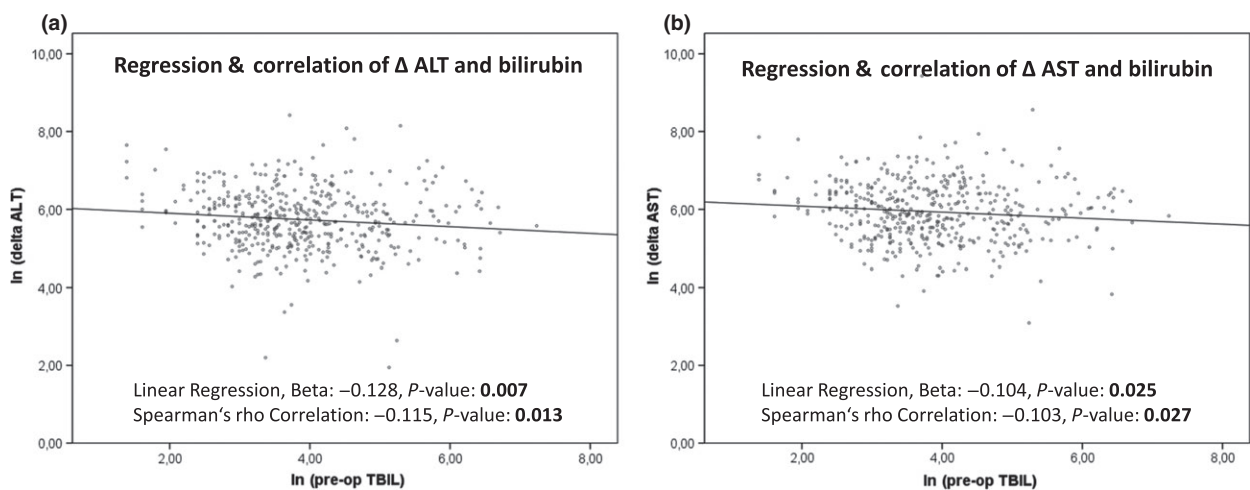 (a)
Regression & correlation of Δ ALT and bilirubin
10,00
8,00
6,00
4,00
2,00
0,00
ln (delta ALT)
Linear Regression, Beta: −0.128, P-value: 0.007
Spearman‘s rho Correlation: −0.115, P-value: 0.013
2,00 4,00 6,00 8,00
ln (pre-op TBIL)
(b)
Regression & correlation of Δ AST and bilirubin
10,00
8,00
6,00
4,00
2,00
0,00
ln (delta AST)
Linear Regression, Beta: −0.104, P-value: 0.025
Spearman‘s rho Correlation: −0.103, P-value: 0.027
2,00 4,00 6,00 8,00
ln (pre-op TBIL)